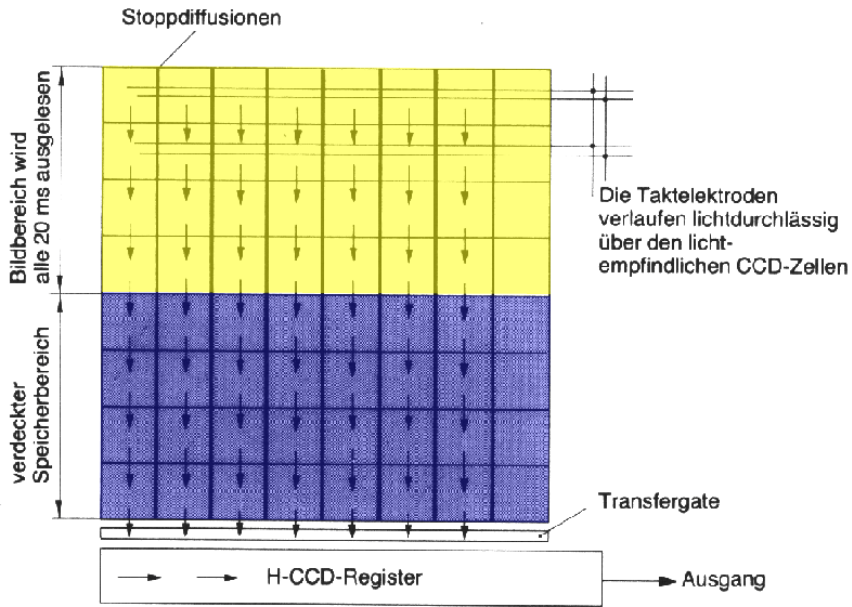 Stoppdiffusionen
Bildbereich wird
alle 20 ms ausgelesen
Die Taktelektroden
verlaufen lichtdurchlässig
über den licht-
empfindlichen CCD-Zellen
verdeckter
Speicherbereich
Transfergate
H-CCD-Register
Ausgang